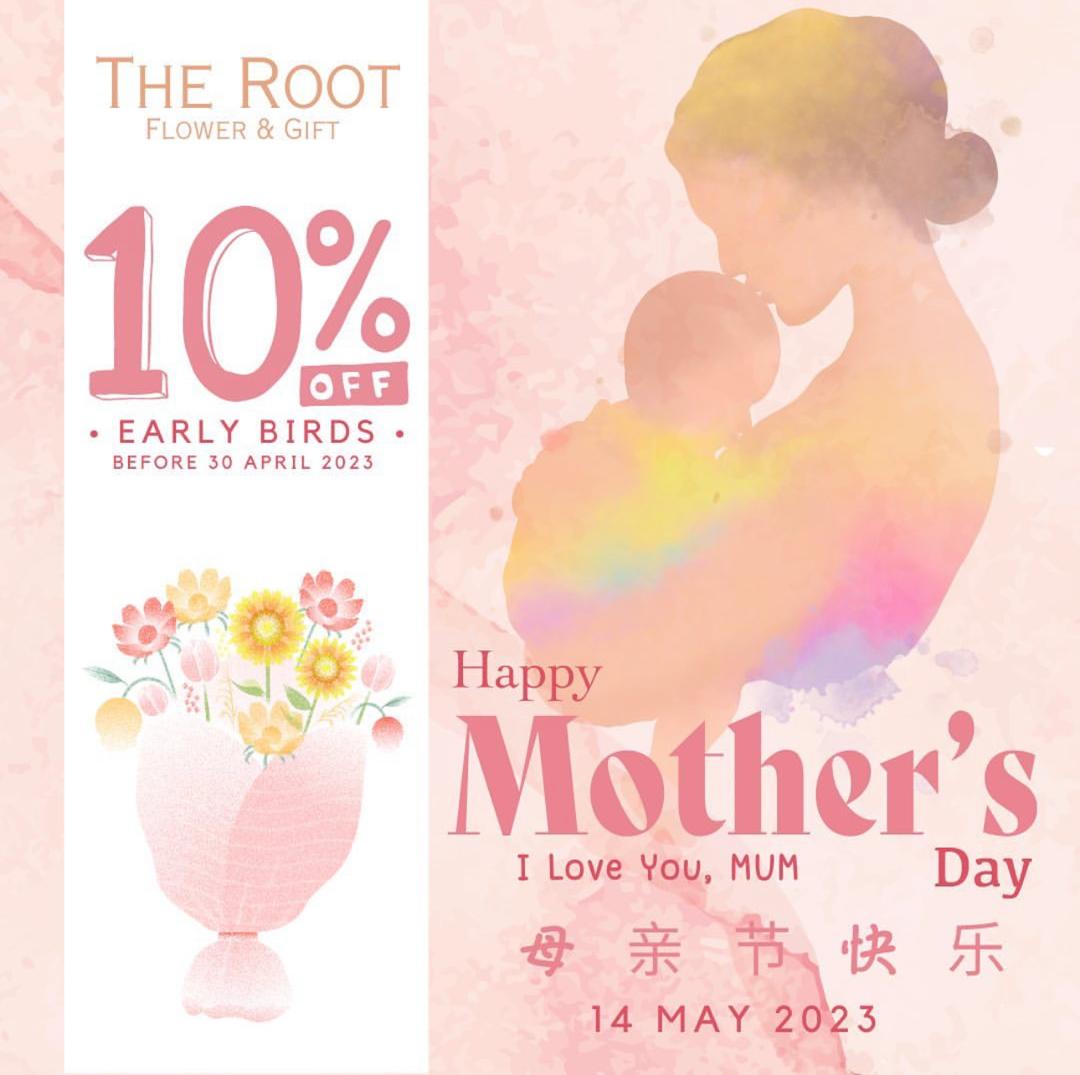 THE ROOT
FLOWER & GIFT
10%
OFF
• EARLY BIRDS •
BEFORE 30 APRIL 2023
Happy
Mother's
Day
I Love You, MUM
母亲节快乐
14 MAY 2023